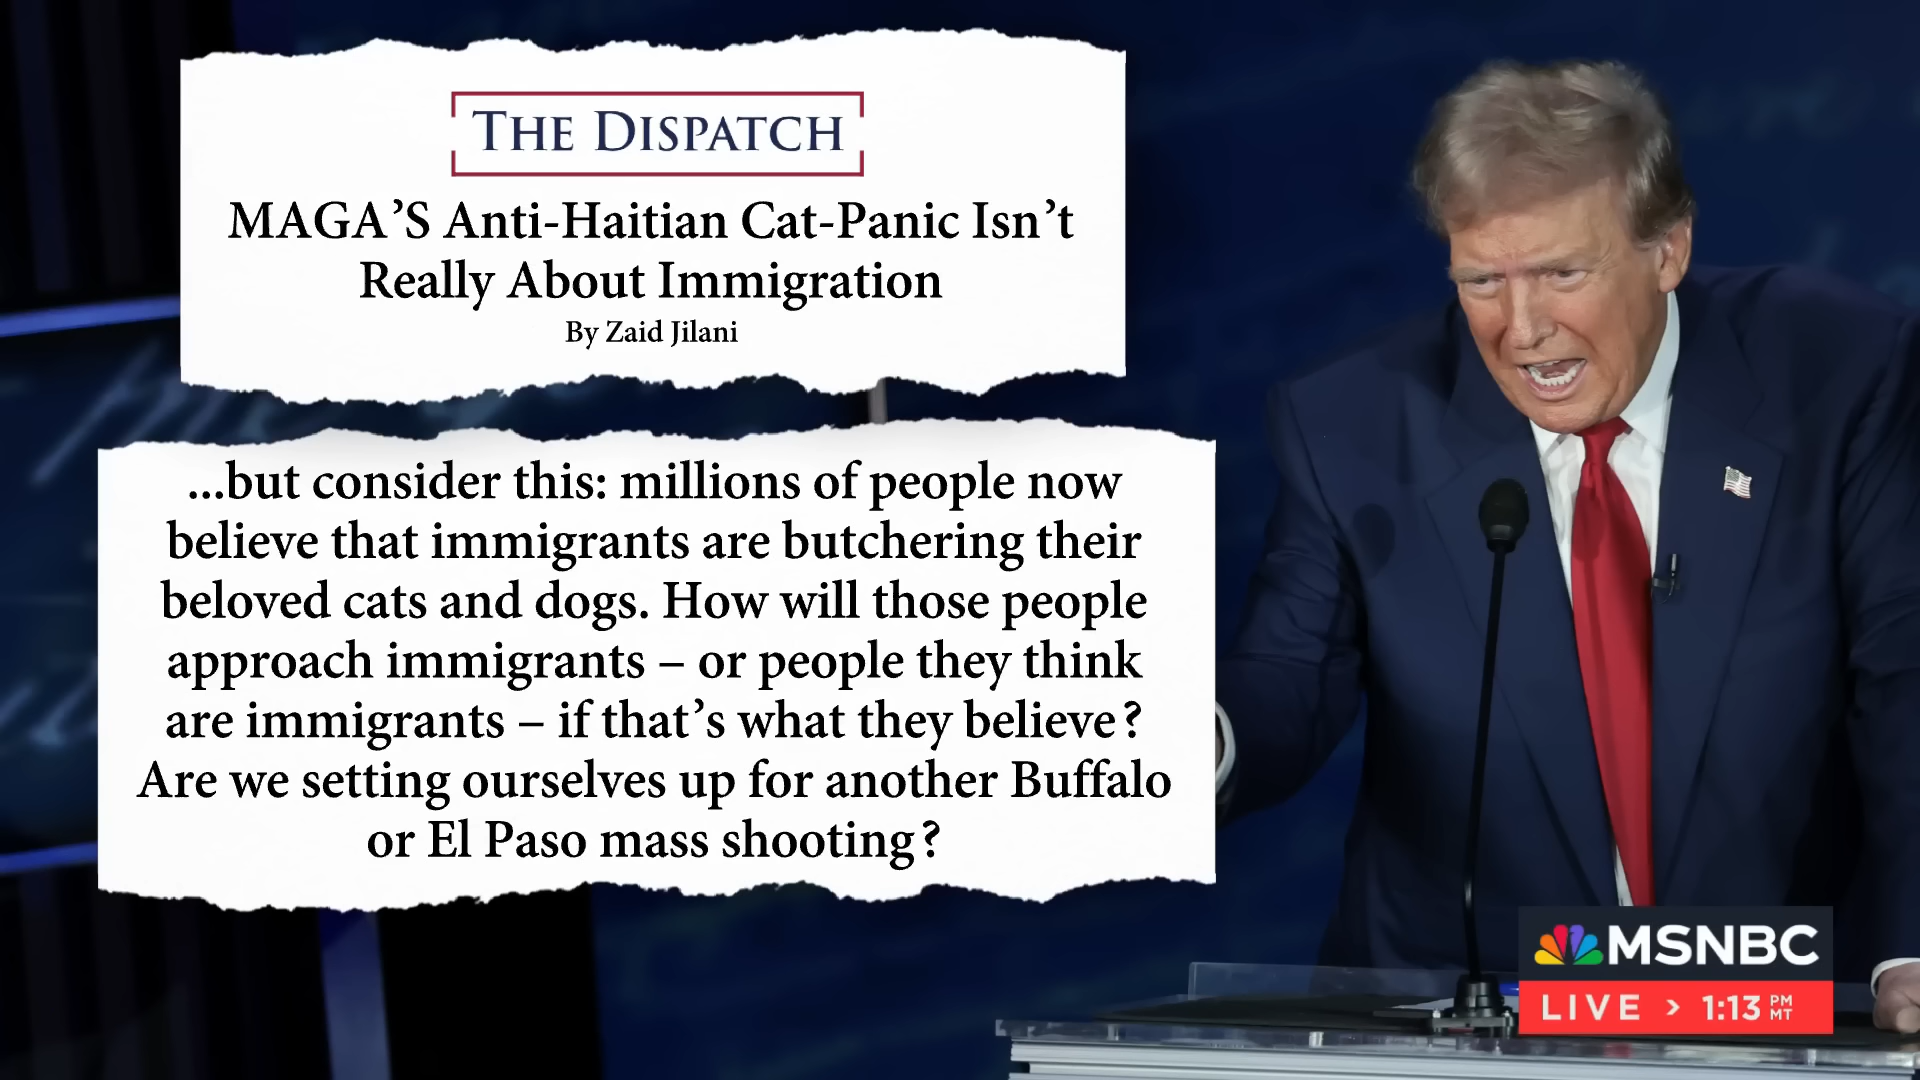 THE DISPATCH
MAGA’S Anti-Haitian Cat-Panic Isn’t
Really About Immigration
By Zaid Jilani
...but consider this: millions of people now
believe that immigrants are butchering their
beloved cats and dogs. How will those people
approach immigrants – or people they think
are immigrants – if that’s what they believe?
Are we setting ourselves up for another Buffalo
or El Paso mass shooting?
MSNBC
LIVE > 1:13 PM MT